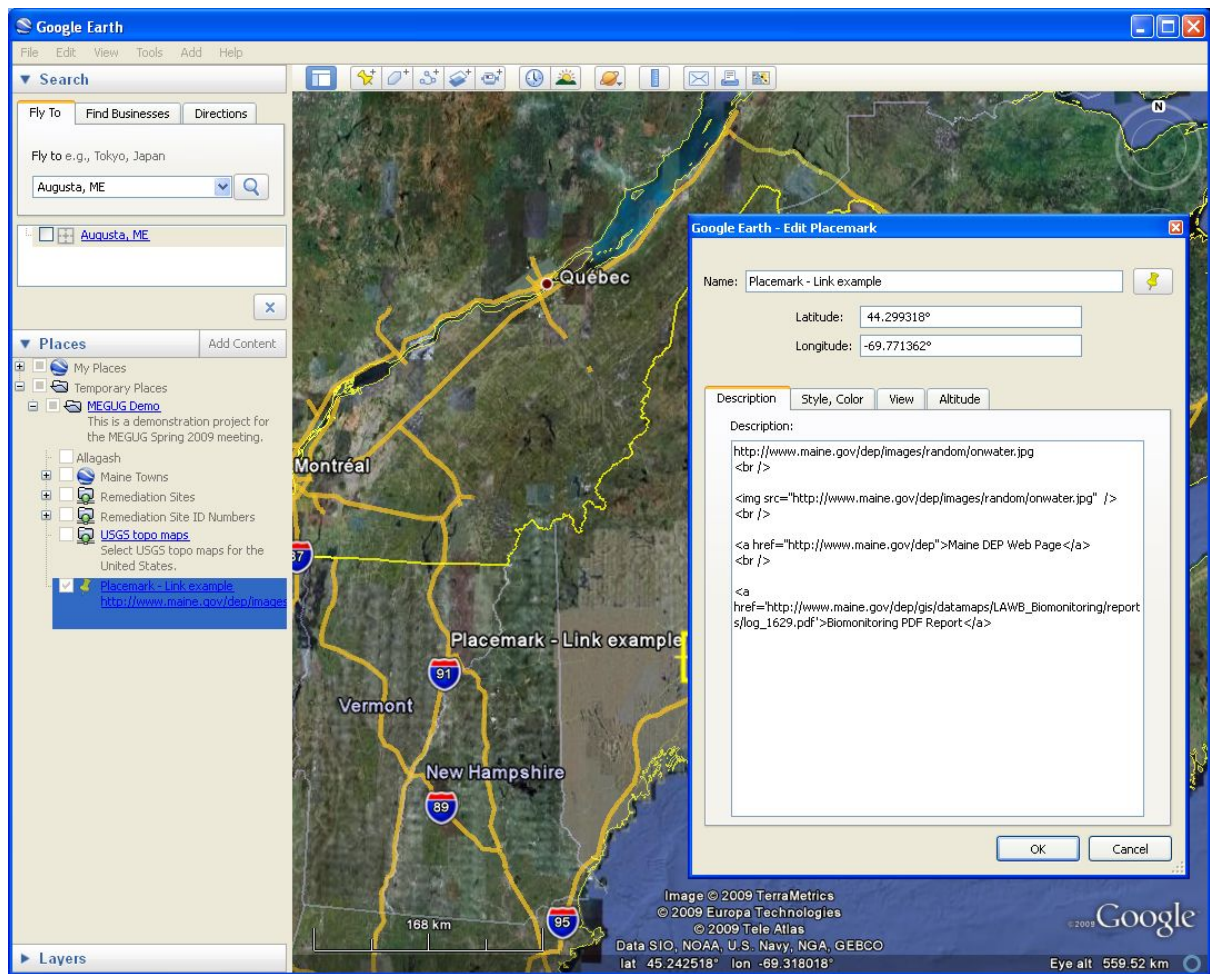 Google Earth
File Edit View Tools Add Help
Search
Fly To Find Businesses Directions
Fly to e.g., Tokyo, Japan
Augusta, ME
Augusta, ME
Places Add Content
My Places
Temporary Places
MEGUG Demo
This is a demonstration project for
the MEGUG Spring 2009 meeting.
Allagash
Maine Towns
Remediation Sites
Remediation Site ID Numbers
USGS topo maps
Select USGS topo maps for the
United States.
Placemark - Link example
http://www.maine.gov/dep/images
Layers
N
Québec
Montréal
87
Placemark - Link example
91
Vermont
New Hampshire
89
95
168 km
Image © 2009 TerraMetrics
© 2009 Europa Technologies
© 2009 Tele Atlas
Data SIO, NOAA, U.S. Navy, NGA, GEBCO
©2009 Google
lat 45.242518° lon -69.318018° Eye alt 559.52 km
Google Earth - Edit Placemark
Name: Placemark - Link example
Latitude: 44.299318°
Longitude: -69.771362°
Description Style, Color View Altitude
Description:
http://www.maine.gov/dep/images/random/onwater.jpg
<br />
<img src="http://www.maine.gov/dep/images/random/onwater.jpg" />
<br />
<a href="http://www.maine.gov/dep">Maine DEP Web Page</a>
<br />
<a
href='http://www.maine.gov/dep/gis/datamaps/LAWB_Biomonitoring/report
s/log_1629.pdf'>Biomonitoring PDF Report</a>
OK Cancel